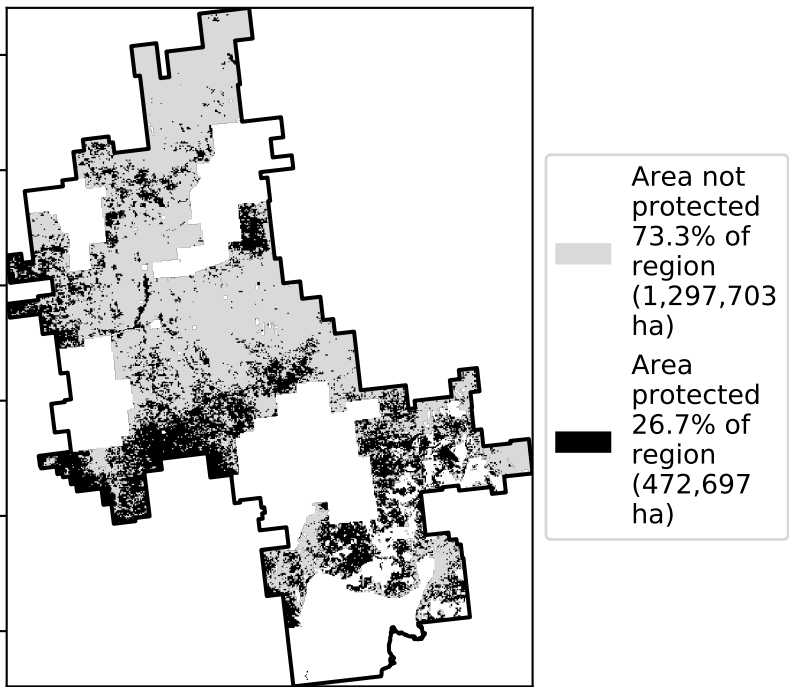 Area not
protected
73.3% of
region
(1,297,703
ha)
Area
protected
26.7% of
region
(472,697
ha)